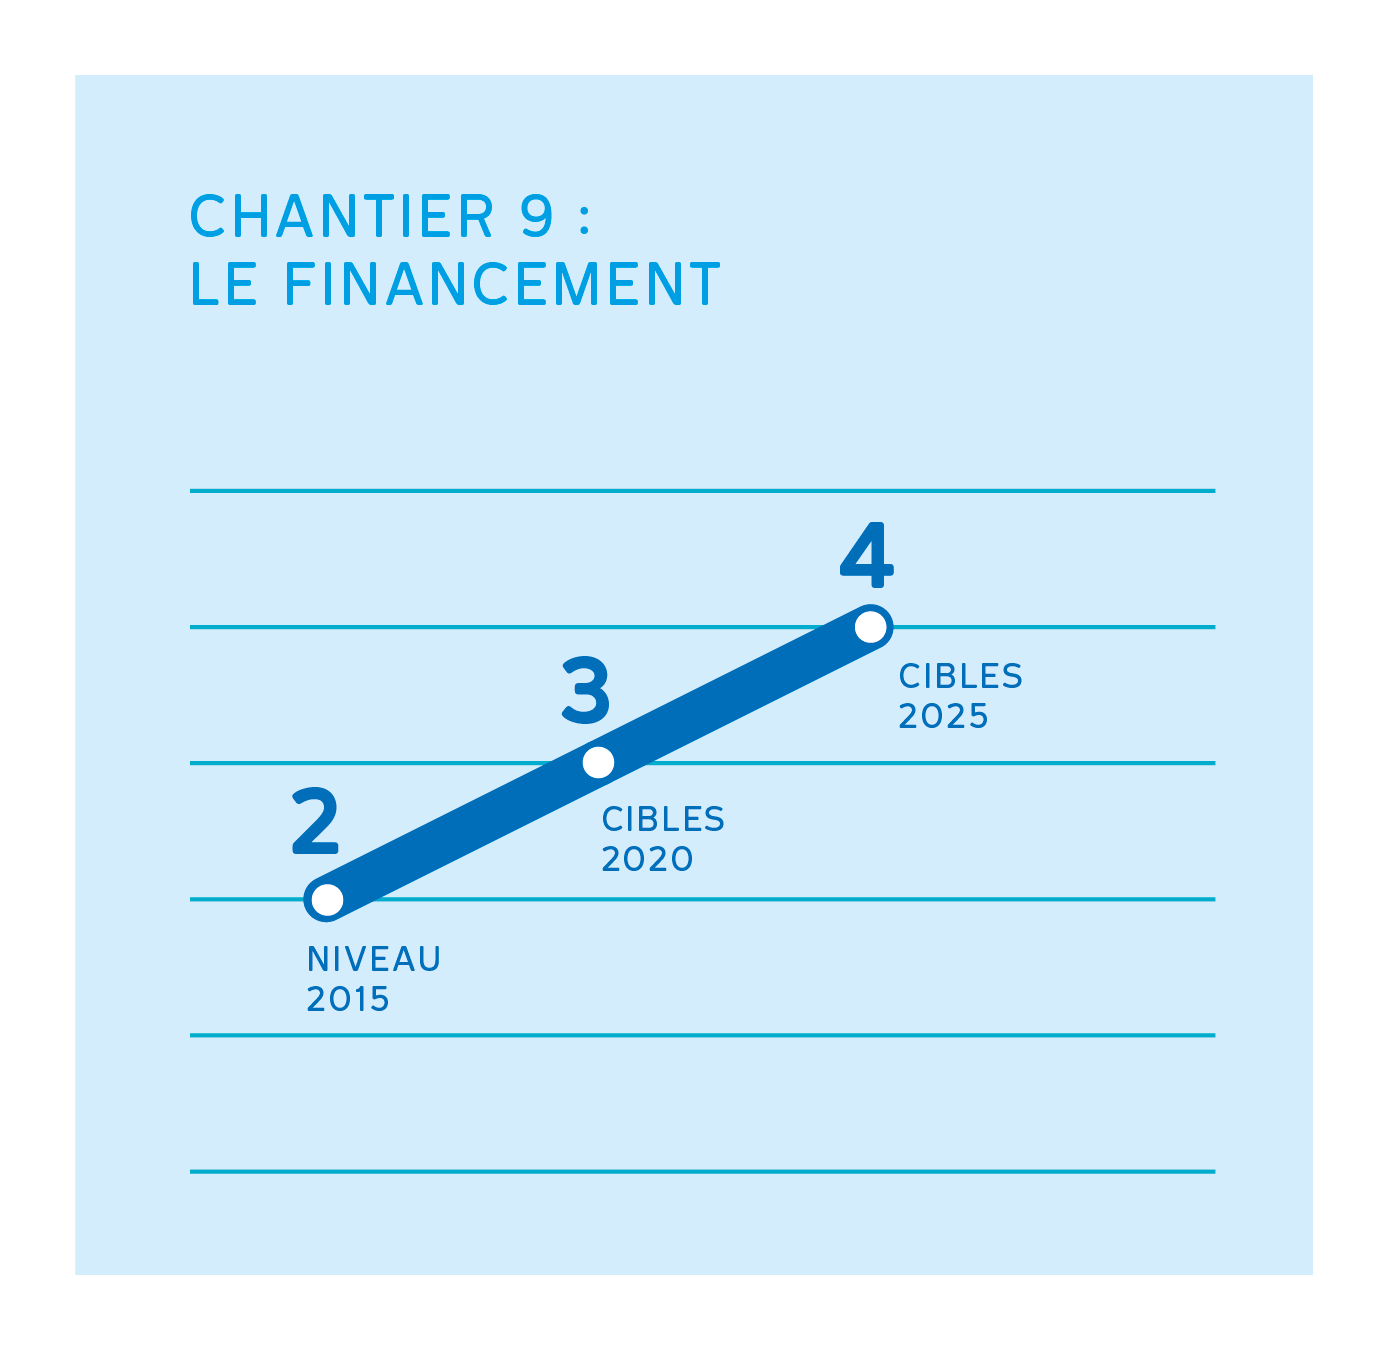 CHANTIER 9 :
LE FINANCEMENT
4
CIBLES
2025
3
CIBLES
2020
2
NIVEAU
2015